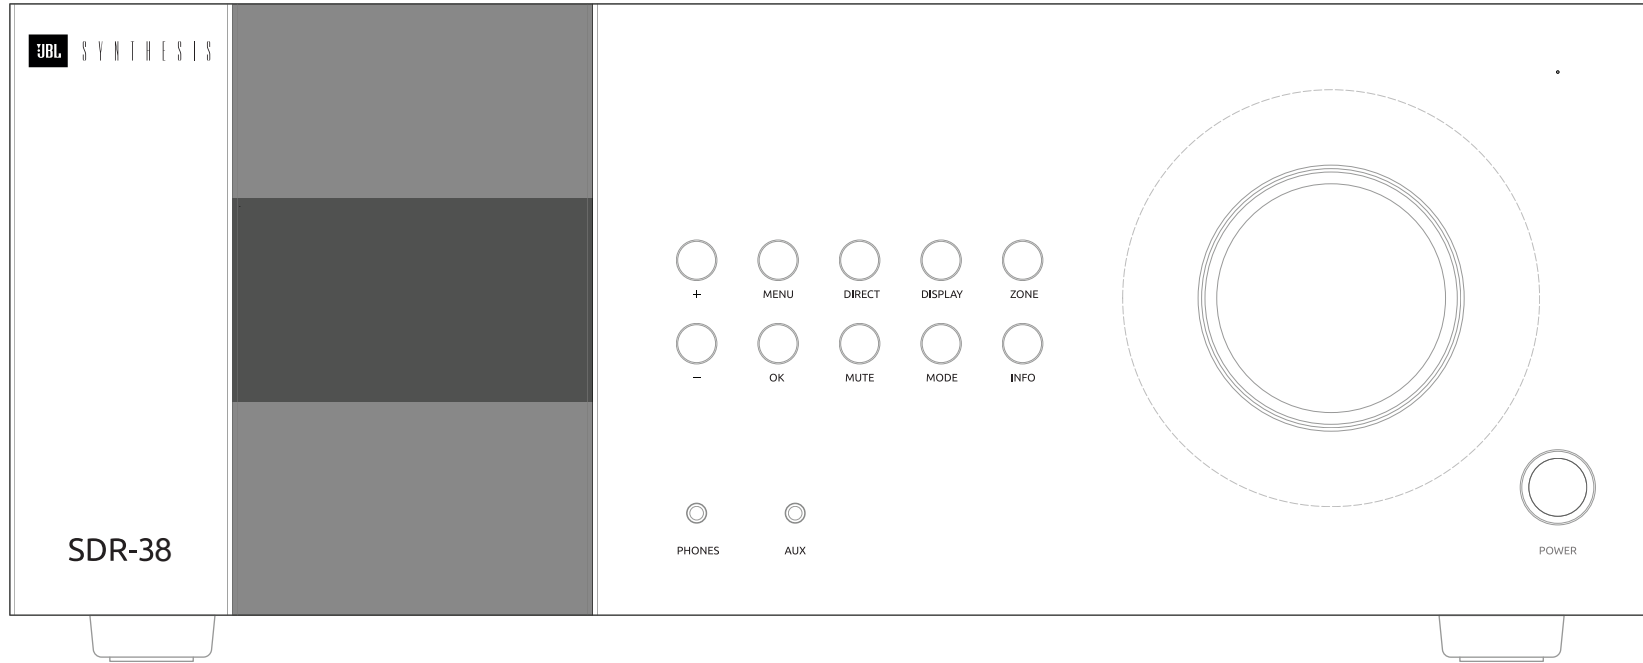 JBL SYNTHESIS
+ MENU DIRECT DISPLAY ZONE
− OK MUTE MODE INFO
PHONES AUX
POWER
SDR-38